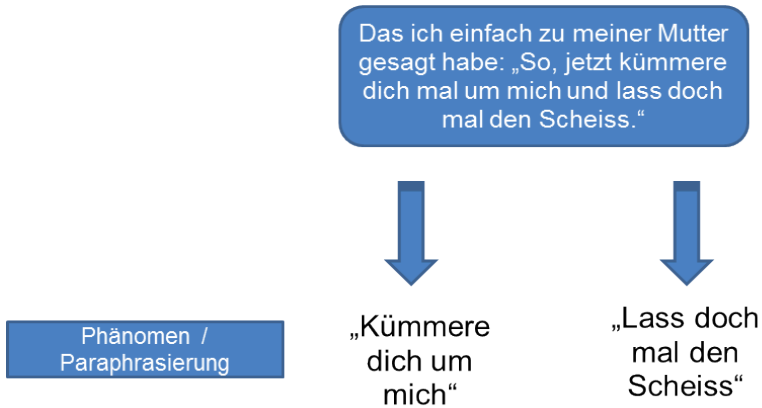 Das ich einfach zu meiner Mutter
gesagt habe: „So, jetzt kümmere
dich mal um mich und lass doch
mal den Scheiss.“
Phänomen /
Paraphrasierung
„Kümmere
dich um
mich“
„Lass doch
mal den
Scheiss“